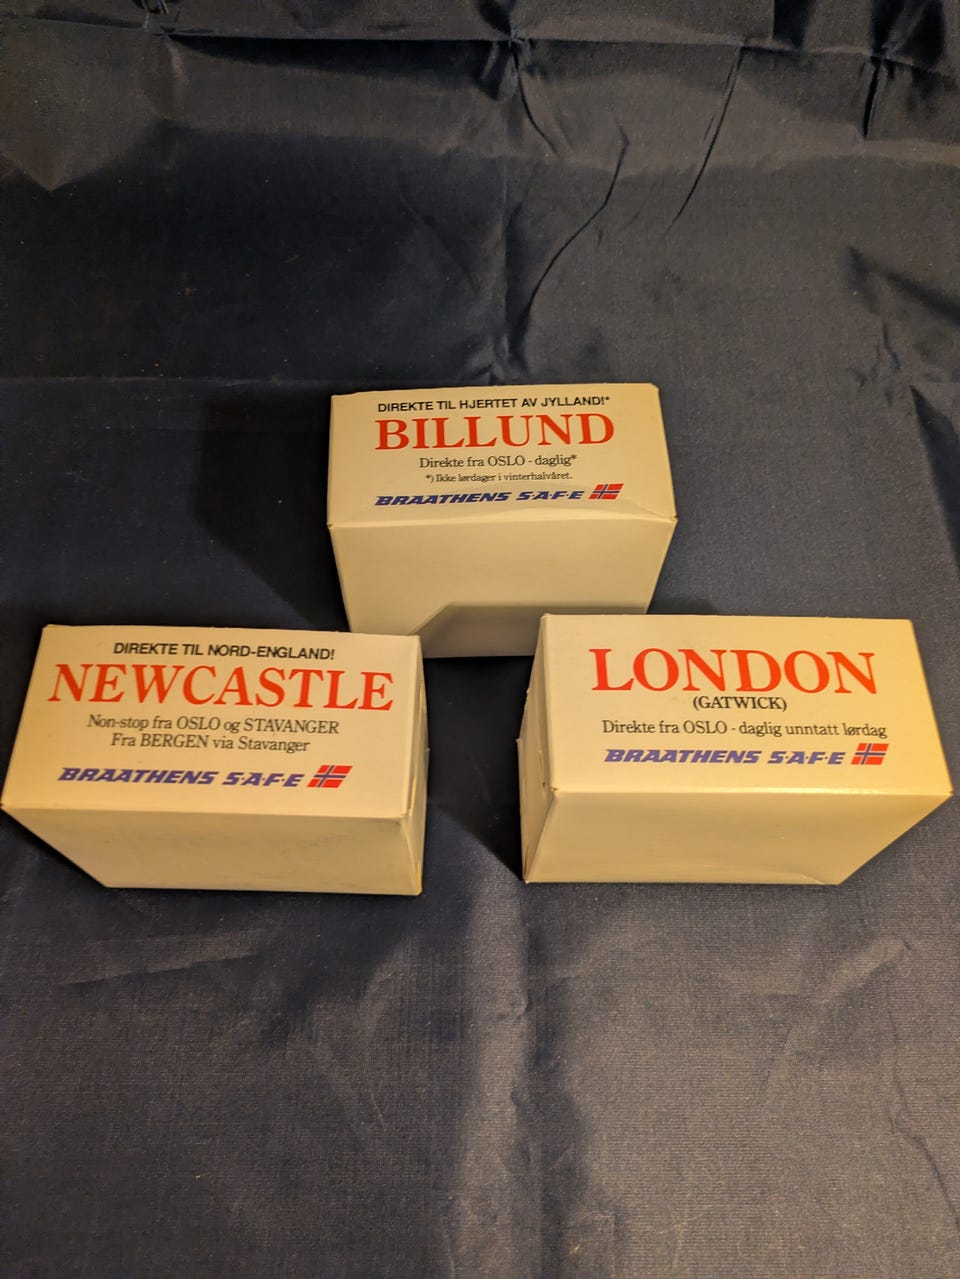 DIREKTE TIL HJERTET AV JYLLAND!*
BILLUND
Direkte fra OSLO - daglig*
*) Ikke lørdager i vinterhalvåret.
BRAATHENS S·A·F·E
DIREKTE TIL NORD-ENGLAND!
NEWCASTLE
Non-stop fra OSLO og STAVANGER
Fra BERGEN via Stavanger
BRAATHENS S·A·F·E
LONDON
(GATWICK)
Direkte fra OSLO - daglig unntatt lørdag
BRAATHENS S·A·F·E